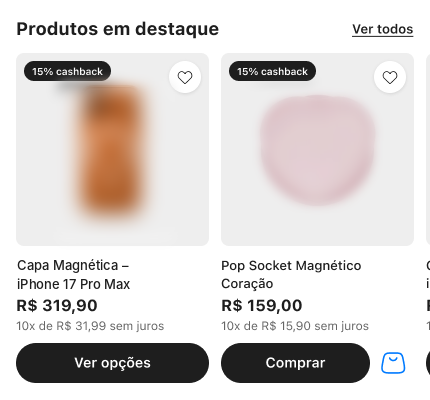 Produtos em destaque
Ver todos
15% cashback
15% cashback
Capa Magnética –
iPhone 17 Pro Max
R$ 319,90
10x de R$ 31,99 sem juros
Ver opções
Pop Socket Magnético
Coração
R$ 159,00
10x de R$ 15,90 sem juros
Comprar